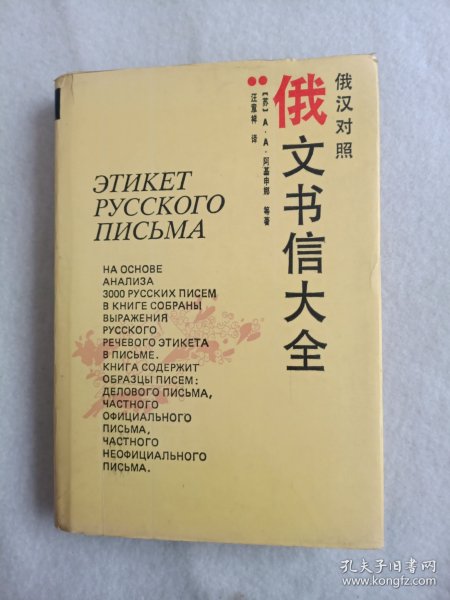 俄汉对照
俄文书信大全
〔苏〕А·А·阿基申娜 等著
汪嘉祥 译
ЭТИКЕТ
РУССКОГО
ПИСЬМА
НА ОСНОВЕ
АНАЛИЗА
3000 РУССКИХ ПИСЕМ
В КНИГЕ СОБРАНЫ
ВЫРАЖЕНИЯ
РУССКОГО
РЕЧЕВОГО ЭТИКЕТА
В ПИСЬМЕ.
КНИГА СОДЕРЖИТ
ОБРАЗЦЫ ПИСЕМ:
ДЕЛОВОГО ПИСЬМА,
ЧАСТНОГО
ОФИЦИАЛЬНОГО
ПИСЬМА,
ЧАСТНОГО
НЕОФИЦИАЛЬНОГО
ПИСЬМА.
孔夫子旧书网
www.kongfz.com